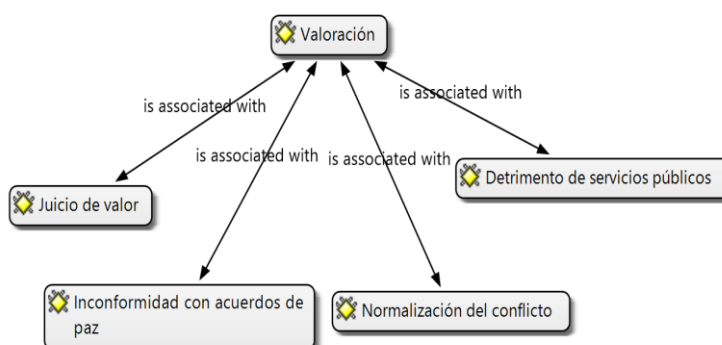 Valoración
is associated with
is associated with
is associated with
is associated with
Detrimento de servicios públicos
Juicio de valor
Inconformidad con acuerdos de
paz
Normalización del conflicto